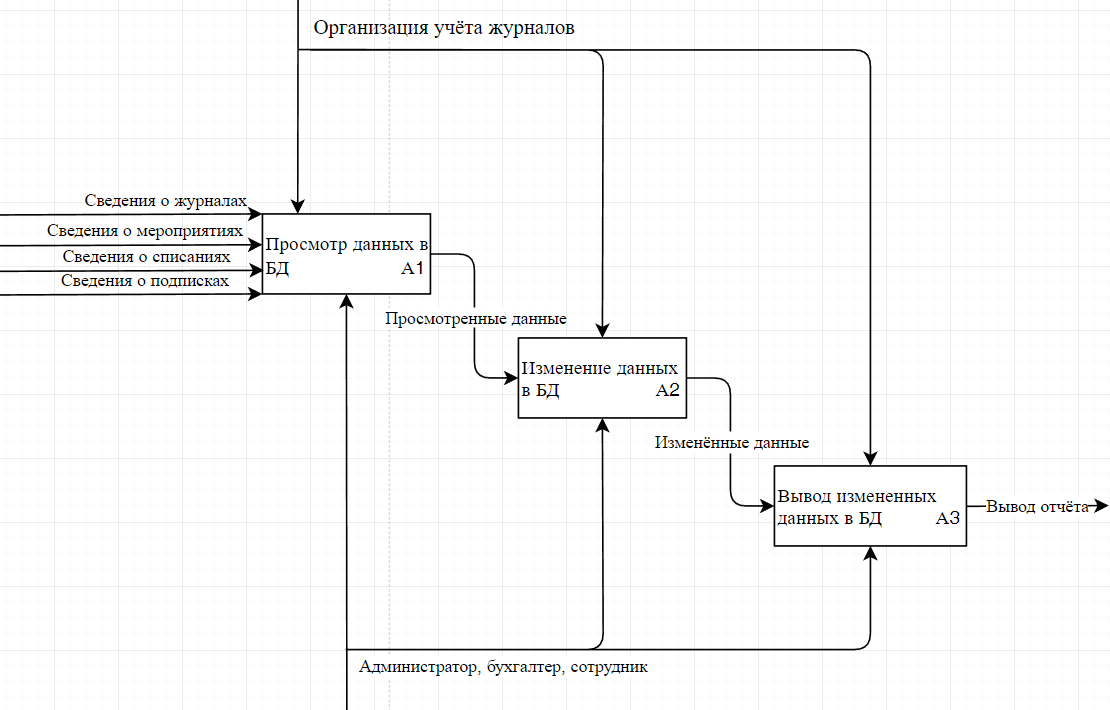 Организация учёта журналов
Сведения о журналах
Сведения о мероприятиях
Сведения о списаниях
Сведения о подписках
Просмотр данных в
БД А1
Просмотренные данные
Изменение данных
в БД А2
Изменённые данные
Вывод измененных
данных в БД А3
Вывод отчёта
Администратор, бухгалтер, сотрудник